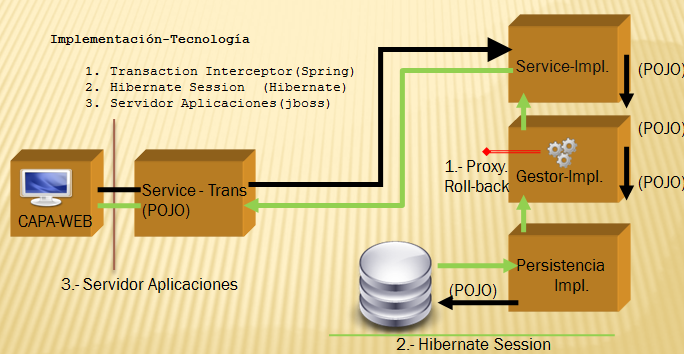 Implementación-Tecnología
1. Transaction Interceptor(Spring)
2. Hibernate Session (Hibernate)
3. Servidor Aplicaciones(jboss)
Service-Impl.
(POJO)
(POJO)
1.- Proxy.
Roll-back
Gestor-Impl.
(POJO)
CAPA-WEB
Service - Trans
(POJO)
3.- Servidor Aplicaciones
Persistencia
Impl.
(POJO)
2.- Hibernate Session